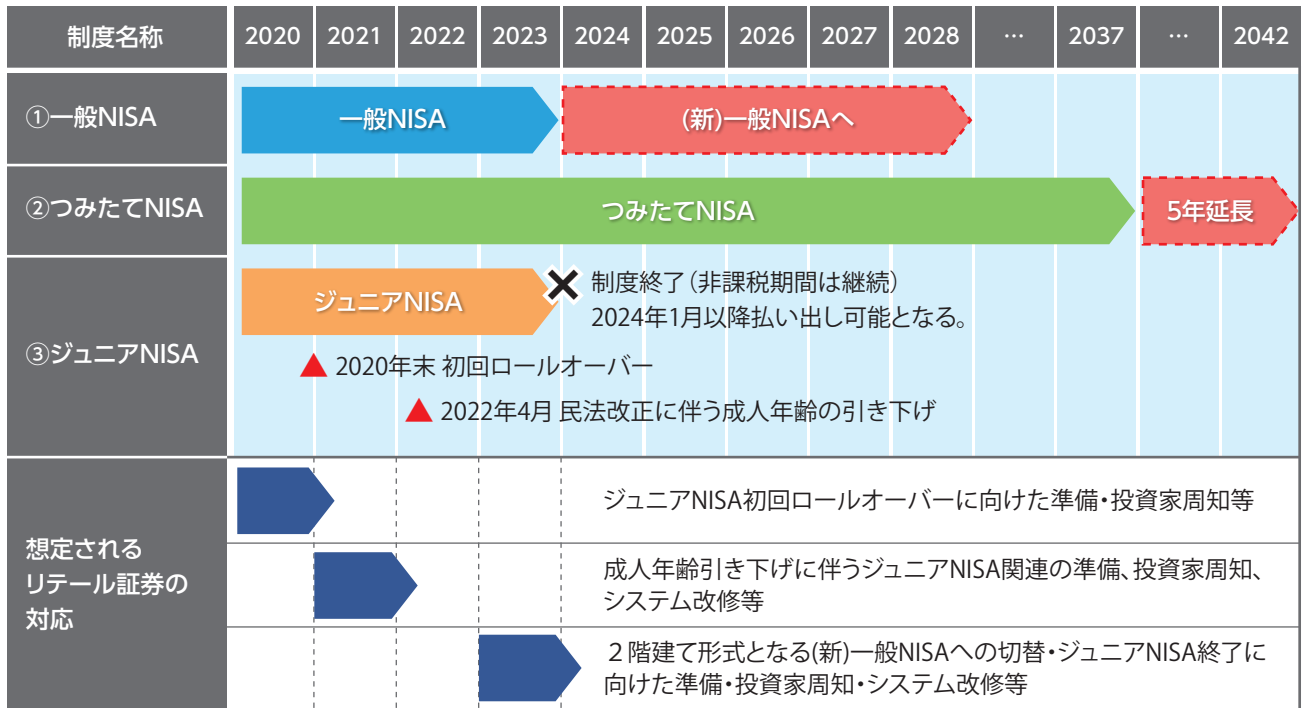 制度名称 2020 2021 2022 2023 2024 2025 2026 2027 2028 … 2037 … 2042
①一般NISA 一般NISA (新)一般NISAへ
②つみたてNISA つみたてNISA 5年延長
③ジュニアNISA
ジュニアNISA
制度終了（非課税期間は継続）
2024年1月以降払い出し可能となる。
2020年末 初回ロールオーバー
2022年4月 民法改正に伴う成人年齢の引き下げ
想定される
リテール証券の
対応
ジュニアNISA初回ロールオーバーに向けた準備・投資家周知等
成人年齢引き下げに伴うジュニアNISA関連の準備、投資家周知、
システム改修等
２階建て形式となる(新)一般NISAへの切替・ジュニアNISA終了に
向けた準備・投資家周知・システム改修等